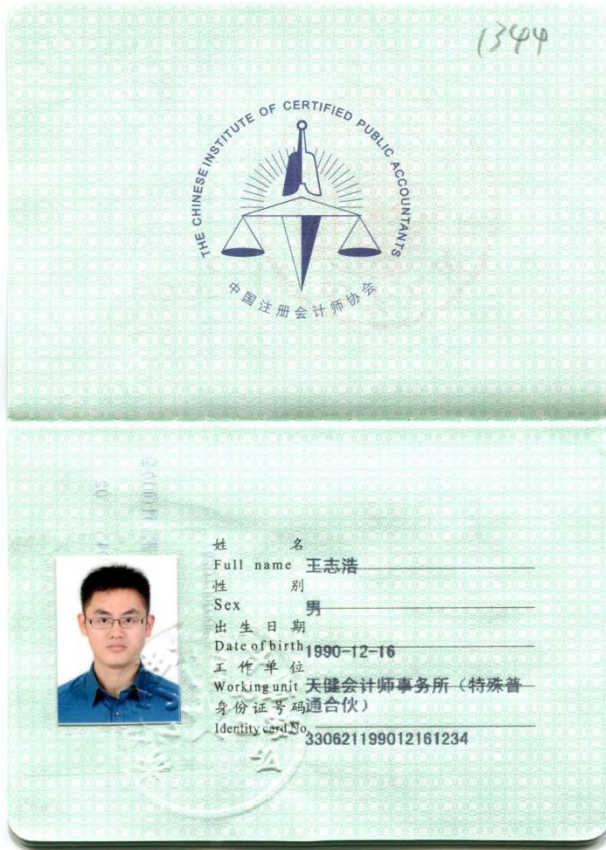 1344
THE CHINESE INSTITUTE OF CERTIFIED PUBLIC ACCOUNTANTS
中国注册会计师协会
姓 名
Full name 王志浩
性 别
Sex 男
出生日期
Date of birth 1990-12-16
工作单位
Working unit 天健会计师事务所（特殊普
身份证号码 通合伙）
Identity card No. 330621199012161234